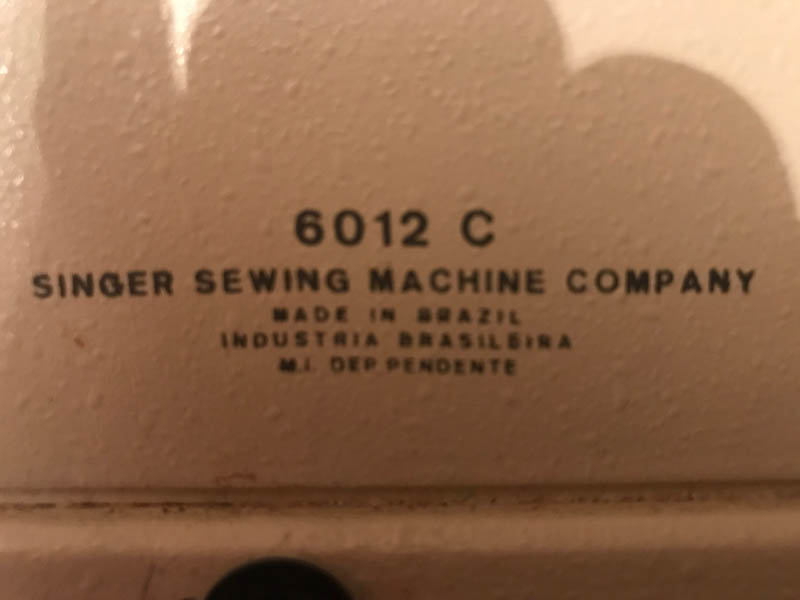 6012 C
SINGER SEWING MACHINE COMPANY
MADE IN BRAZIL
INDUSTRIA BRASILEIRA
M.I. DEP. PENDENTE